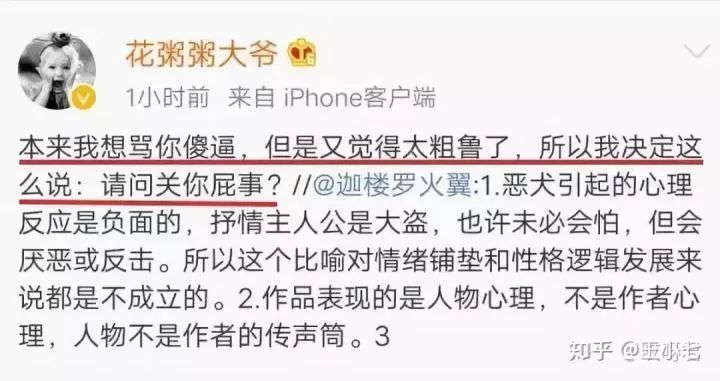 花粥粥大爷
1小时前 来自 iPhone客户端
本来我想骂你傻逼，但是又觉得太粗鲁了，所以我决定这
么说：请问关你屁事？//@迦楼罗火翼:1.恶犬引起的心理
反应是负面的，抒情主人公是大盗，也许未必会怕，但会
厌恶或反击。所以这个比喻对情绪铺垫和性格逻辑发展来
说都是不成立的。2.作品表现的是人物心理，不是作者心
理，人物不是作者的传声筒。3
知乎